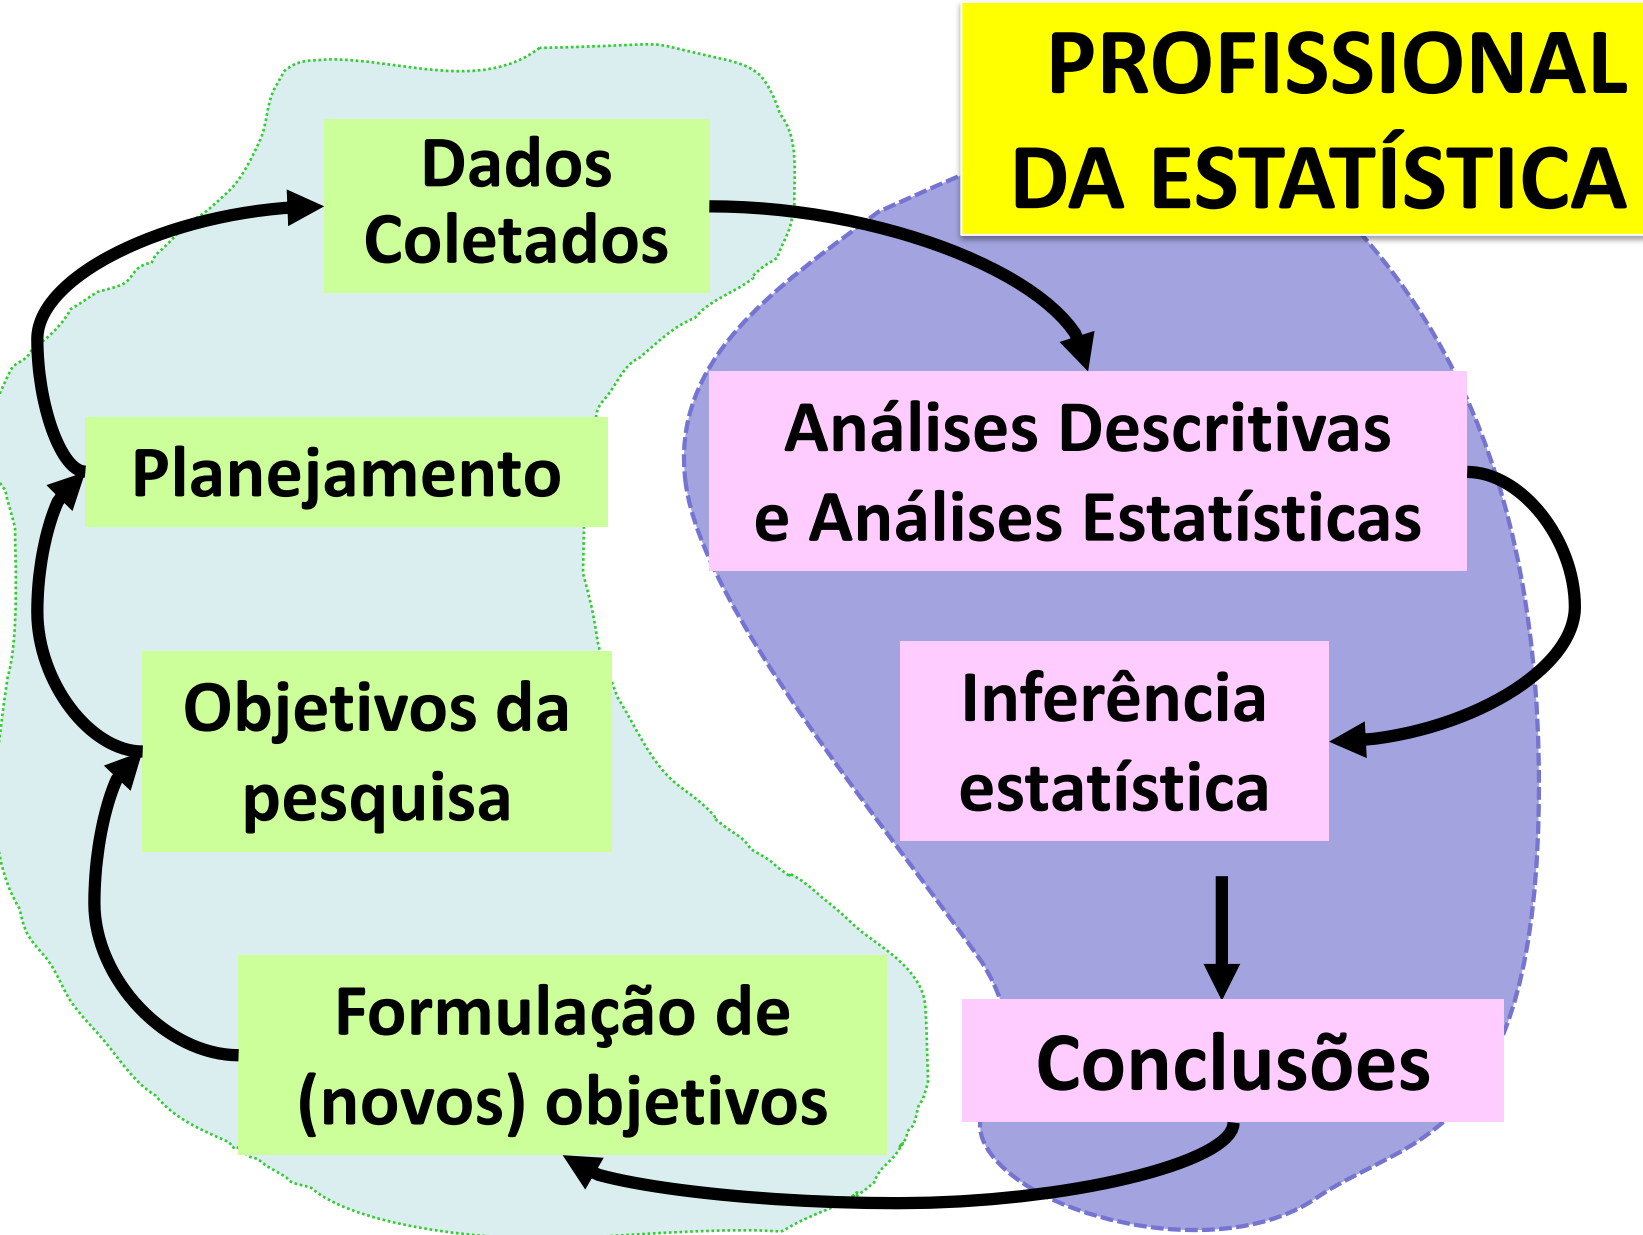 PROFISSIONAL
DA ESTATÍSTICA
Dados
Coletados
Planejamento
Objetivos da
pesquisa
Formulação de
(novos) objetivos
Análises Descritivas
e Análises Estatísticas
Inferência
estatística
Conclusões